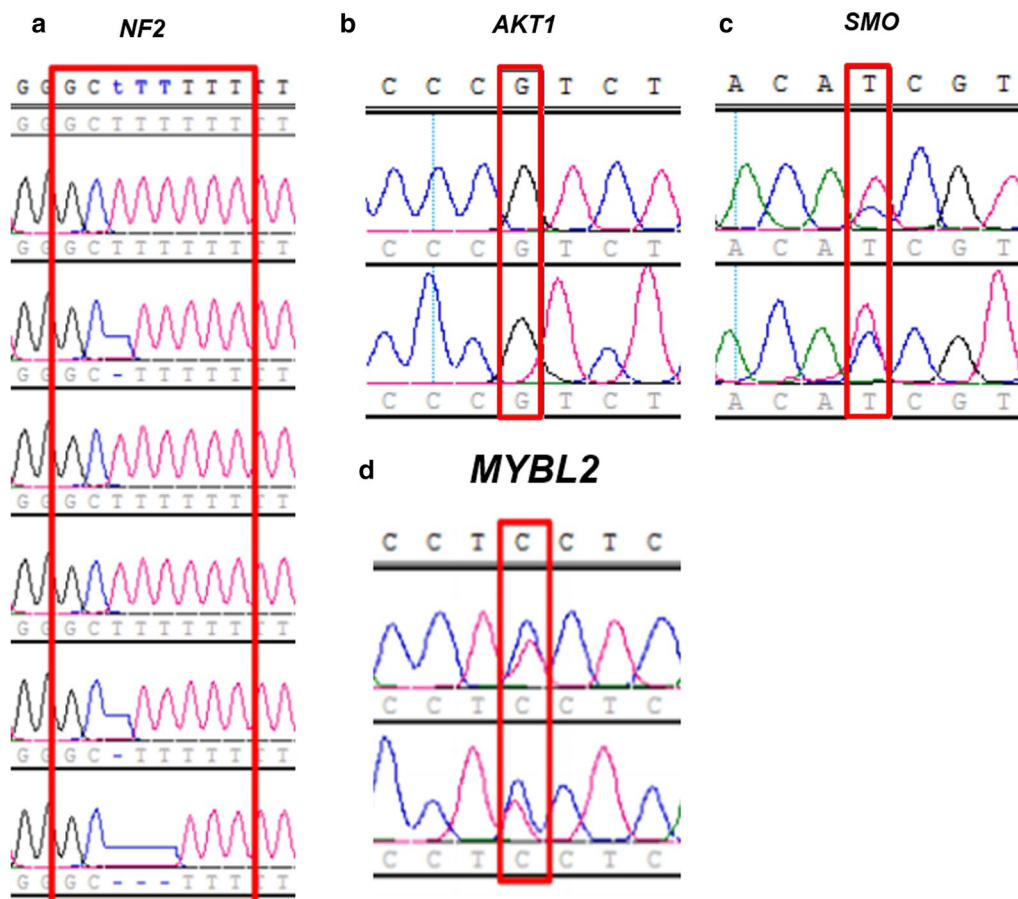 a
NF2
G G G C t T T T T T T T
G G G C T T T T T T T T
G G G C T T T T T T T T
G G G C - T T T T T T T
G G G C T T T T T T T T
G G G C T T T T T T T T
G G G C - T T T T T T T
G G G C - - - T T T T T
b
AKT1
C C C G T C T
C C C G T C T
C C C G T C T
c
SMO
A C A T C G T
A C A T C G T
A C A T C G T
d
MYBL2
C C T C C T C
C C T C C T C
C C T C C T C